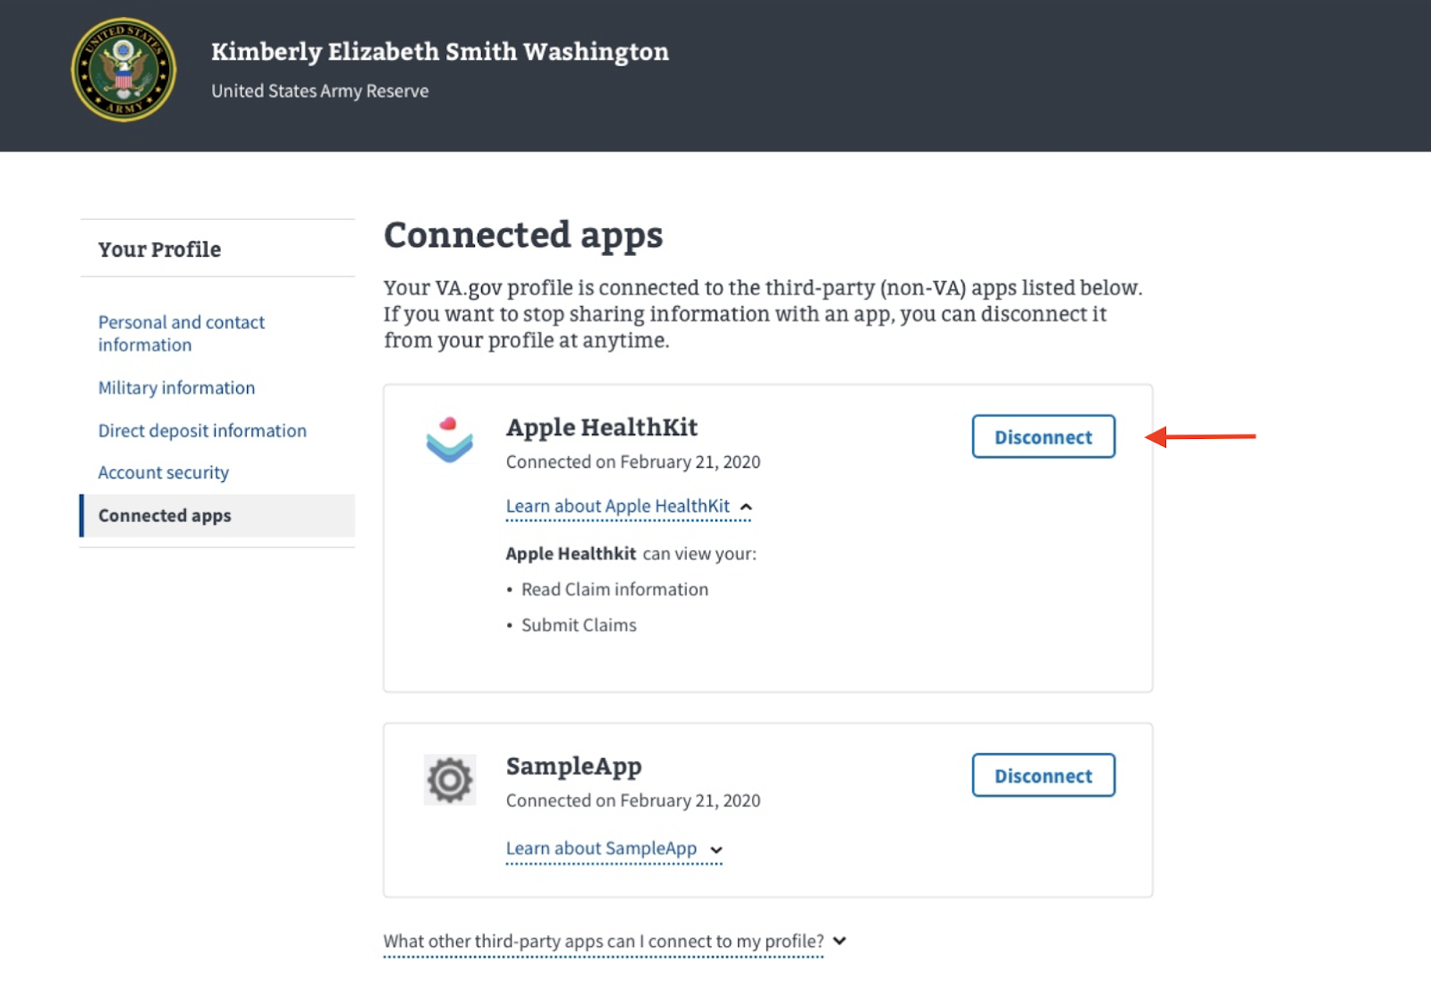 UNITED STATES
ARMY
Kimberly Elizabeth Smith Washington
United States Army Reserve
Your Profile
Personal and contact
information
Military information
Direct deposit information
Account security
Connected apps
Connected apps
Your VA.gov profile is connected to the third-party (non-VA) apps listed below.
If you want to stop sharing information with an app, you can disconnect it
from your profile at anytime.
Apple HealthKit
Disconnect
Connected on February 21, 2020
Learn about Apple HealthKit
Apple Healthkit can view your:
• Read Claim information
• Submit Claims
SampleApp
Disconnect
Connected on February 21, 2020
Learn about SampleApp
What other third-party apps can I connect to my profile?